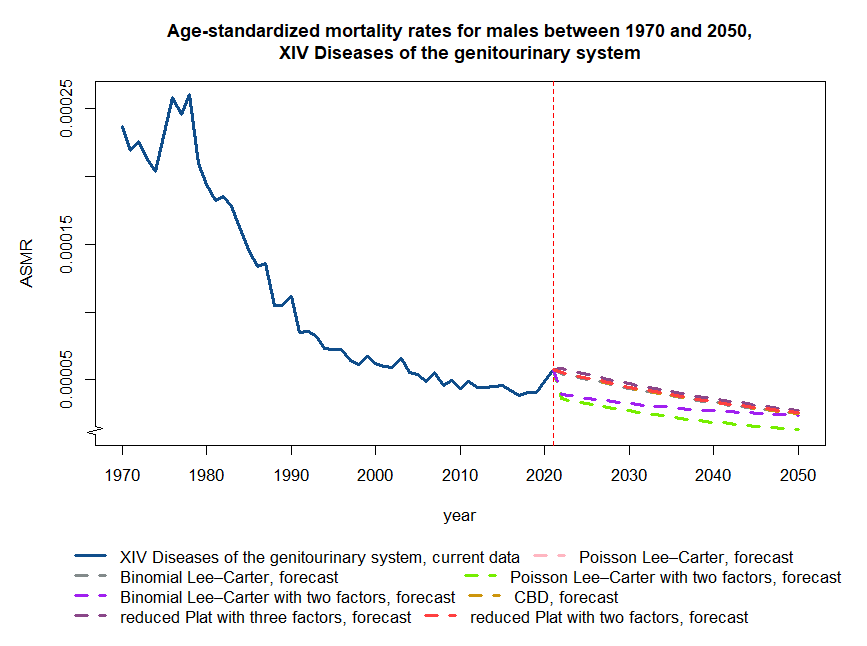 Age-standardized mortality rates for males between 1970 and 2050,
XIV Diseases of the genitourinary system
0.00025
0.00015
0.00005
ASMR
1970 1980 1990 2000 2010 2020 2030 2040 2050
year
XIV Diseases of the genitourinary system, current data Poisson Lee–Carter, forecast
Binomial Lee–Carter, forecast Poisson Lee–Carter with two factors, forecast
Binomial Lee–Carter with two factors, forecast CBD, forecast
reduced Plat with three factors, forecast reduced Plat with two factors, forecast